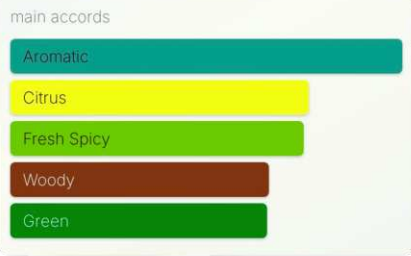 main accords
Aromatic
Citrus
Fresh Spicy
Woody
Green